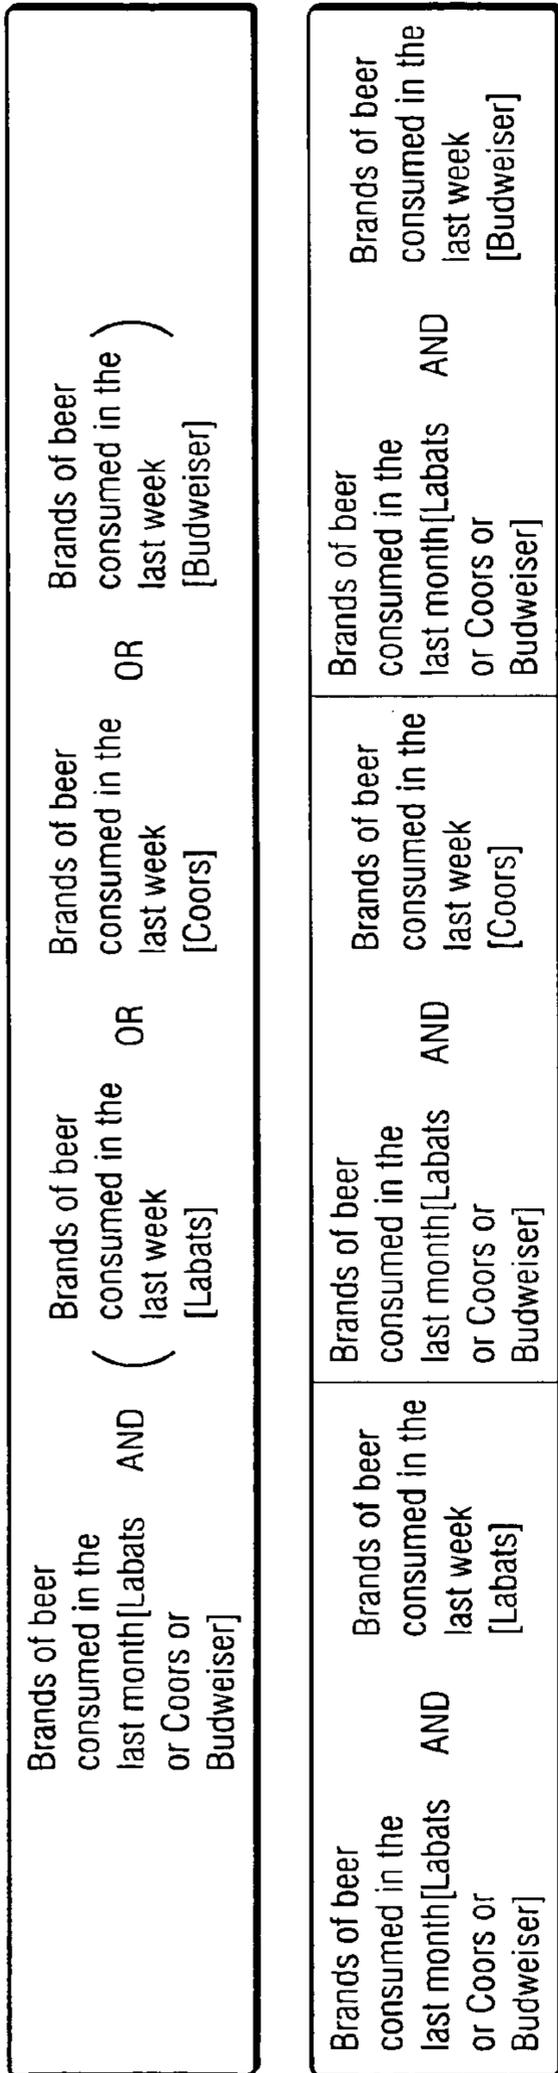 Brands of beer
consumed in the
last month[Labats
or Coors or
Budweiser]
AND
(
Brands of beer
consumed in the
last week
[Labats]
OR
Brands of beer
consumed in the
last week
[Coors]
OR
Brands of beer
consumed in the
last week
[Budweiser]
)
Brands of beer
consumed in the
last month[Labats
or Coors or
Budweiser]
AND
Brands of beer
consumed in the
last week
[Labats]
Brands of beer
consumed in the
last month[Labats
or Coors or
Budweiser]
AND
Brands of beer
consumed in the
last week
[Coors]
Brands of beer
consumed in the
last month[Labats
or Coors or
Budweiser]
AND
Brands of beer
consumed in the
last week
[Budweiser]